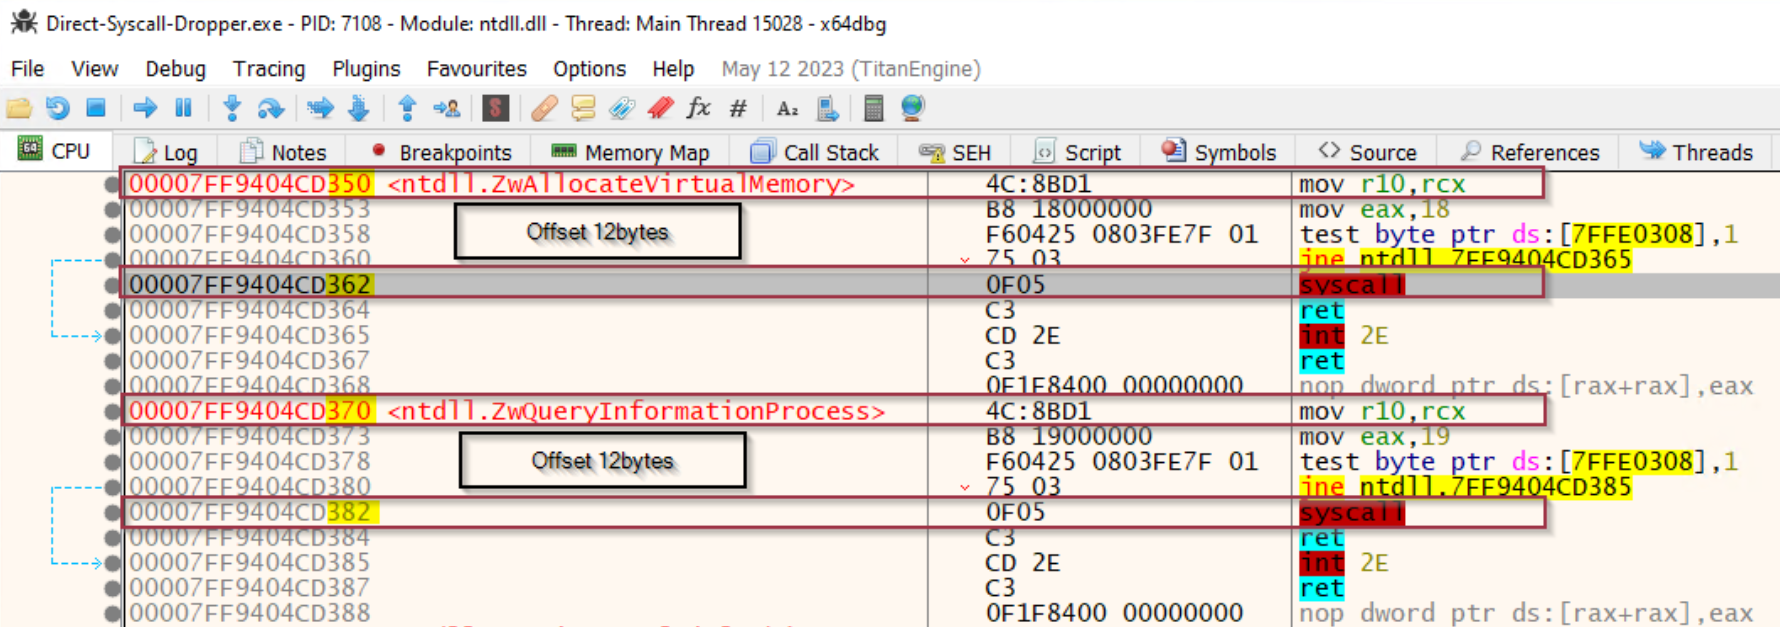 Direct-Syscall-Dropper.exe - PID: 7108 - Module: ntdll.dll - Thread: Main Thread 15028 - x64dbg
File View Debug Tracing Plugins Favourites Options Help May 12 2023 (TitanEngine)
CPU Log Notes Breakpoints Memory Map Call Stack SEH Script Symbols Source References Threads
00007FF9404CD350 <ntdll.ZwAllocateVirtualMemory> 4C:8BD1 mov r10,rcx
00007FF9404CD353 B8 18000000 mov eax,18
Offset 12bytes
00007FF9404CD358 F60425 0803FE7F 01 test byte ptr ds:[7FFE0308],1
00007FF9404CD360 75 03 jne ntdll.7FF9404CD365
00007FF9404CD362 0F05 syscall
00007FF9404CD364 C3 ret
00007FF9404CD365 CD 2E int 2E
00007FF9404CD367 C3 ret
00007FF9404CD368 0F1F8400 00000000 nop dword ptr ds:[rax+rax],eax
00007FF9404CD370 <ntdll.ZwQueryInformationProcess> 4C:8BD1 mov r10,rcx
00007FF9404CD373 B8 19000000 mov eax,19
Offset 12bytes
00007FF9404CD378 F60425 0803FE7F 01 test byte ptr ds:[7FFE0308],1
00007FF9404CD380 75 03 jne ntdll.7FF9404CD385
00007FF9404CD382 0F05 syscall
00007FF9404CD384 C3 ret
00007FF9404CD385 CD 2E int 2E
00007FF9404CD387 C3 ret
00007FF9404CD388 0F1F8400 00000000 nop dword ptr ds:[rax+rax],eax